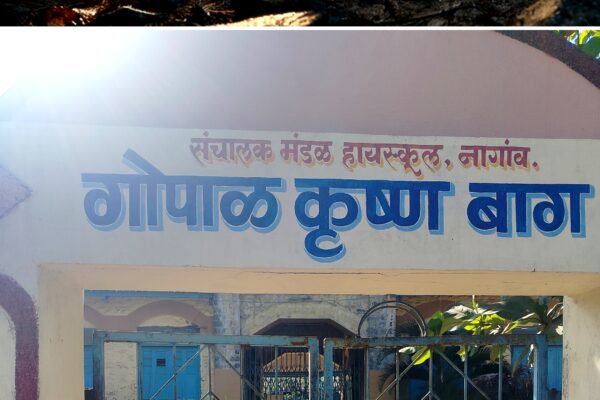 संचालक मंडळ हायस्कूल, नागांव.
गोपाळ कृष्ण बाग